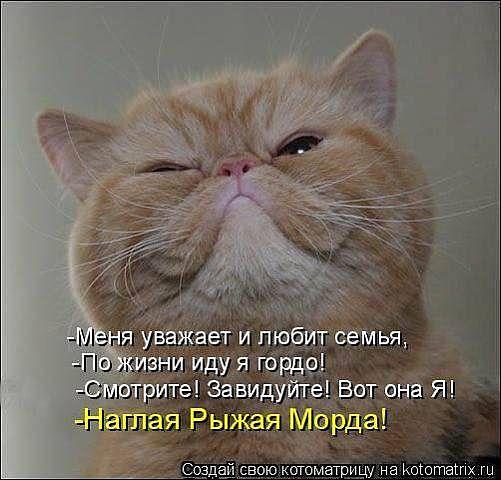 -Меня уважает и любит семья,
-По жизни иду я гордо!
-Смотрите! Завидуйте! Вот она Я!
-Наглая Рыжая Морда!
Создай свою котоматрицу на kotomatrix.ru